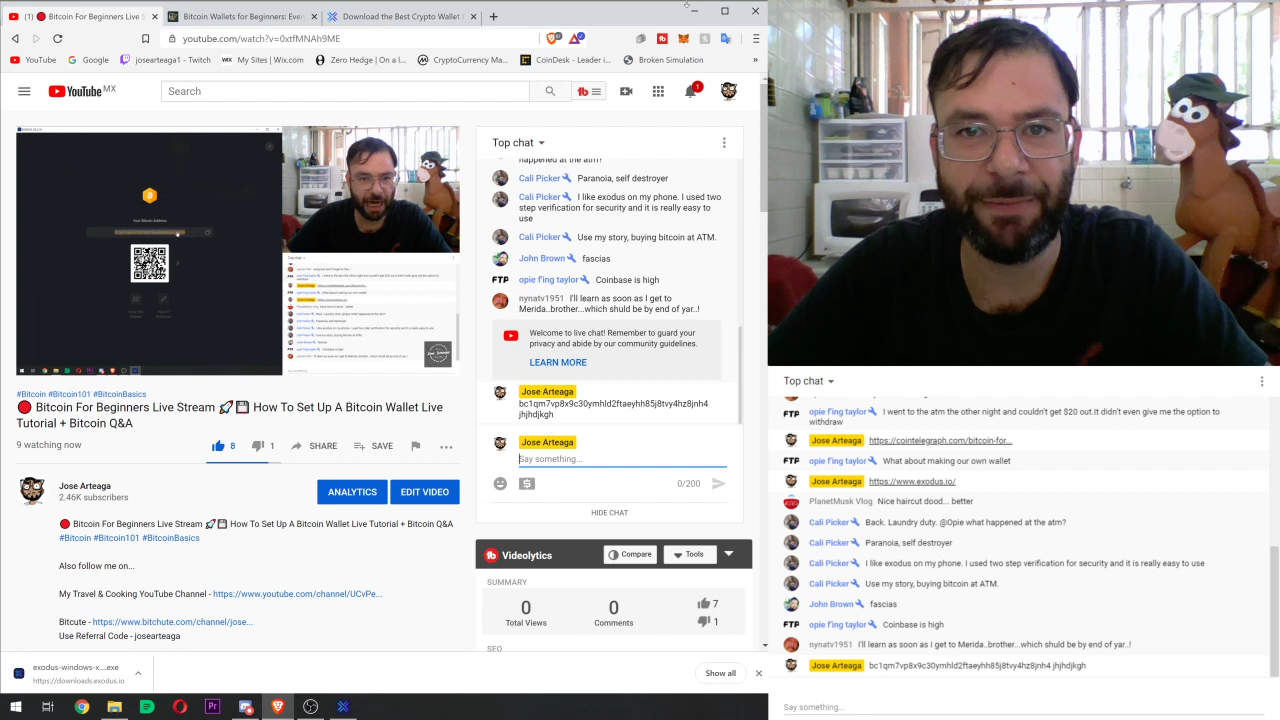 Bitcoin For Beginners Live S
Bitcoin Wallets for Beginners: Ever
Download the Best Crypto Wallet
youtube.com/watch?v=0xtfMNAh9ME
YouTube
Google
josearteaga1 - Twitch
My Sites | Wix.com
Zero Hedge | On a l...
CryptoCurrency Ma...
CoinDesk - Leader i...
Broken Simulation
YouTube MX
Search
1
Top chat
happened at the atm?
Cali Picker Paranoia, self destroyer
Cali Picker I like exodus on my phone. I used two
step verification for security and it is really easy to
use
Cali Picker Use my story, buying bitcoin at ATM.
John Brown fascias
opie f'ing taylor Coinbase is high
nynatv1951 I'll learn as soon as I get to
Merida..brother...which shuld be by end of yar..!
Welcome to live chat! Remember to guard your
privacy and abide by our community guidelines.
LEARN MORE
Jose Arteaga
bc1qm7vp8x9c30ymhld2ftaeyhh85j8tvy4hz8jnh4
jhjhdjkgh
Jose Arteaga
Say something...
0/200
HIDE CHAT
Your Bitcoin Address
#Bitcoin #Bitcoin101 #BitcoinBasics
🔴 Bitcoin For Beginners Live Stream 🚀💾 How To Set Up A Bitcoin Wallet Live
Tutorial + Bitcoin Q&A
9 watching now
8
1
SHARE
SAVE
Jose Arteaga
2.46K subscribers
ANALYTICS
EDIT VIDEO
🔴 Bitcoin For Beginners Live Stream 🚀💾 How To Set Up A Bitcoin Wallet Live Tutorial + Bitcoin Q&A
#Bitcoin #Bitcoin101 #BitcoinBasics
Also follow me on...
My Travel & Cooking YouTube Channel - https://www.youtube.com/channel/UCvPe...
Bitcute - https://www.bitchute.com/channel/jose...
Use Referral Code - josearteaga
Videolytics
Compare
Tools
SUMMARY
0
Total Views
0
Comments
7
1
SEO
exodus-windows-x....exe
https://downloads.exodus.io
Show all
Top chat
FTP opie f'ing taylor I went to the atm the other night and couldn't get $20 out.It didn't even give me the option to
withdraw
Jose Arteaga https://cointelegraph.com/bitcoin-for...
FTP opie f'ing taylor What about making our own wallet
Jose Arteaga https://www.exodus.io/
PlanetMusk Vlog Nice haircut dood... better
Cali Picker Back. Laundry duty. @Opie what happened at the atm?
Cali Picker Paranoia, self destroyer
Cali Picker I like exodus on my phone. I used two step verification for security and it is really easy to use
Cali Picker Use my story, buying bitcoin at ATM.
John Brown fascias
FTP opie f'ing taylor Coinbase is high
nynatv1951 I'll learn as soon as I get to Merida..brother...which shuld be by end of yar..!
Jose Arteaga bc1qm7vp8x9c30ymhld2ftaeyhh85j8tvy4hz8jnh4 jhjhdjkgh
Say something...